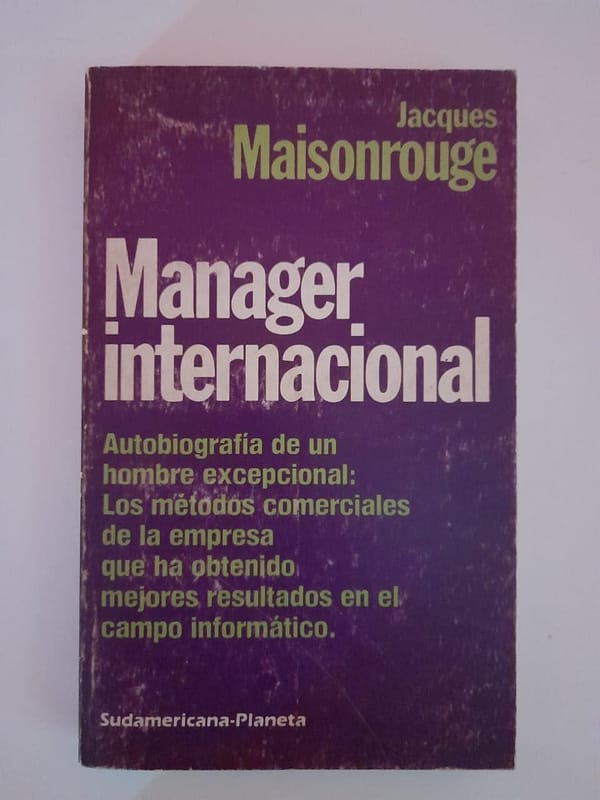 Jacques
Maisonrouge
Manager
internacional
Autobiografía de un
hombre excepcional:
Los métodos comerciales
de la empresa
que ha obtenido
mejores resultados en el
campo informático.
Sudamericana-Planeta